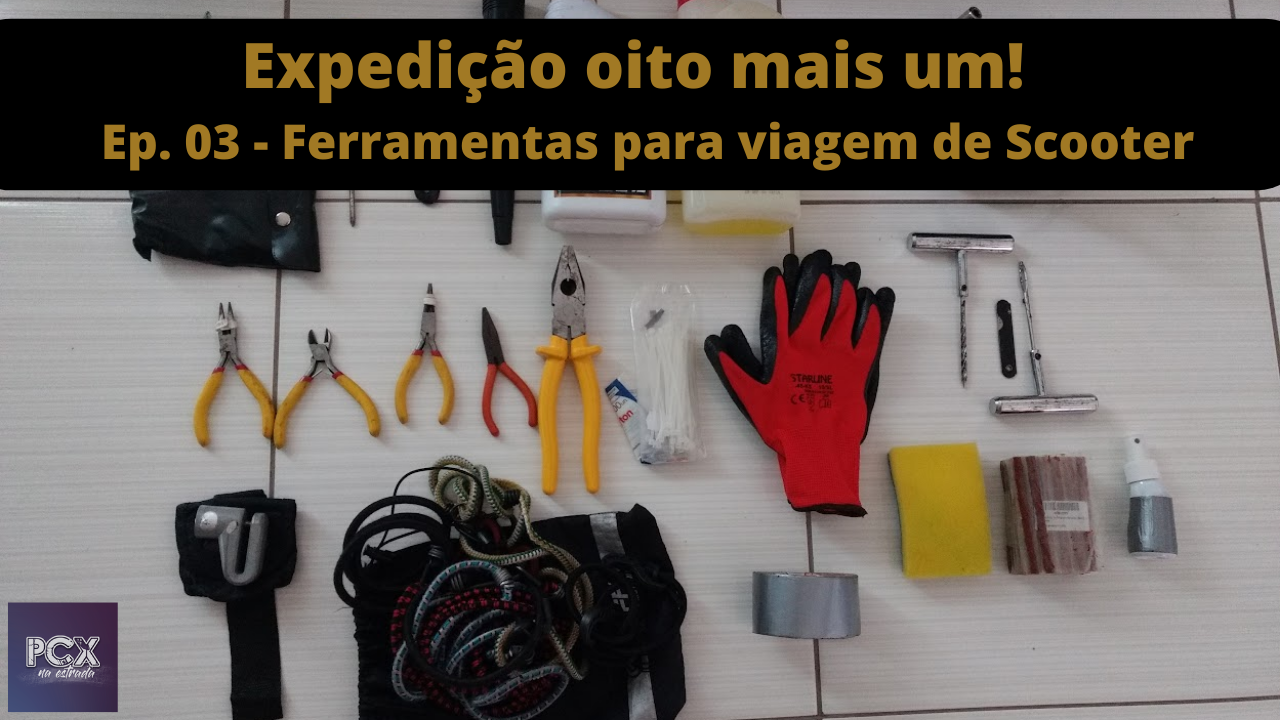 Expedição oito mais um!
Ep. 03 - Ferramentas para viagem de Scooter
STARLINE
PCX
na estrada